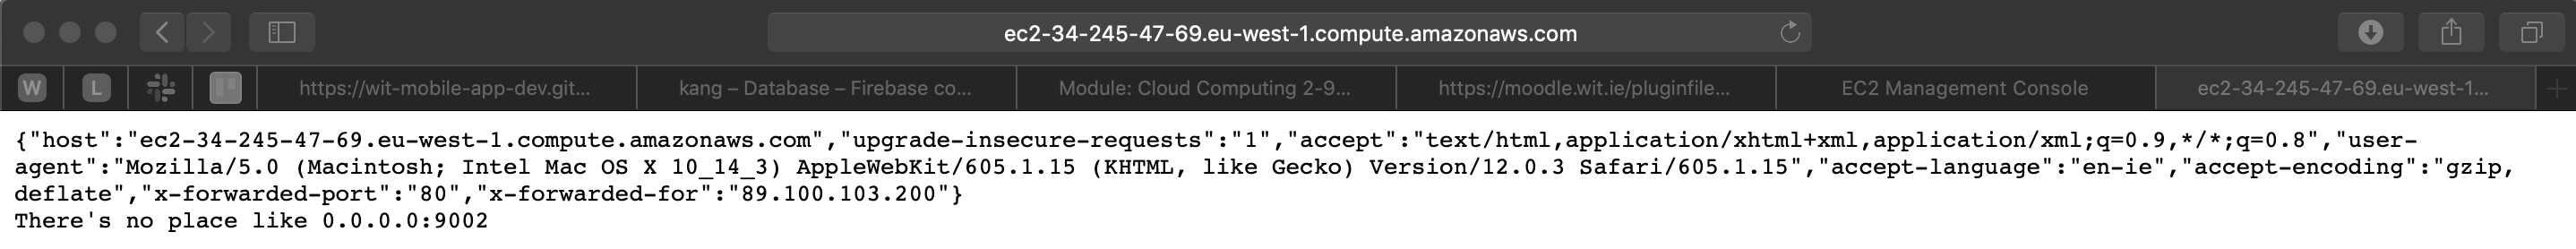 ec2-34-245-47-69.eu-west-1.compute.amazonaws.com
W L https://wit-mobile-app-dev.git... kang – Database – Firebase co... Module: Cloud Computing 2-9... https://moodle.wit.ie/pluginfile... EC2 Management Console ec2-34-245-47-69.eu-west-1...
{"host":"ec2-34-245-47-69.eu-west-1.compute.amazonaws.com","upgrade-insecure-requests":"1","accept":"text/html,application/xhtml+xml,application/xml;q=0.9,*/*;q=0.8","user-
agent":"Mozilla/5.0 (Macintosh; Intel Mac OS X 10_14_3) AppleWebKit/605.1.15 (KHTML, like Gecko) Version/12.0.3 Safari/605.1.15","accept-language":"en-ie","accept-encoding":"gzip,
deflate","x-forwarded-port":"80","x-forwarded-for":"89.100.103.200"}
There's no place like 0.0.0.0:9002